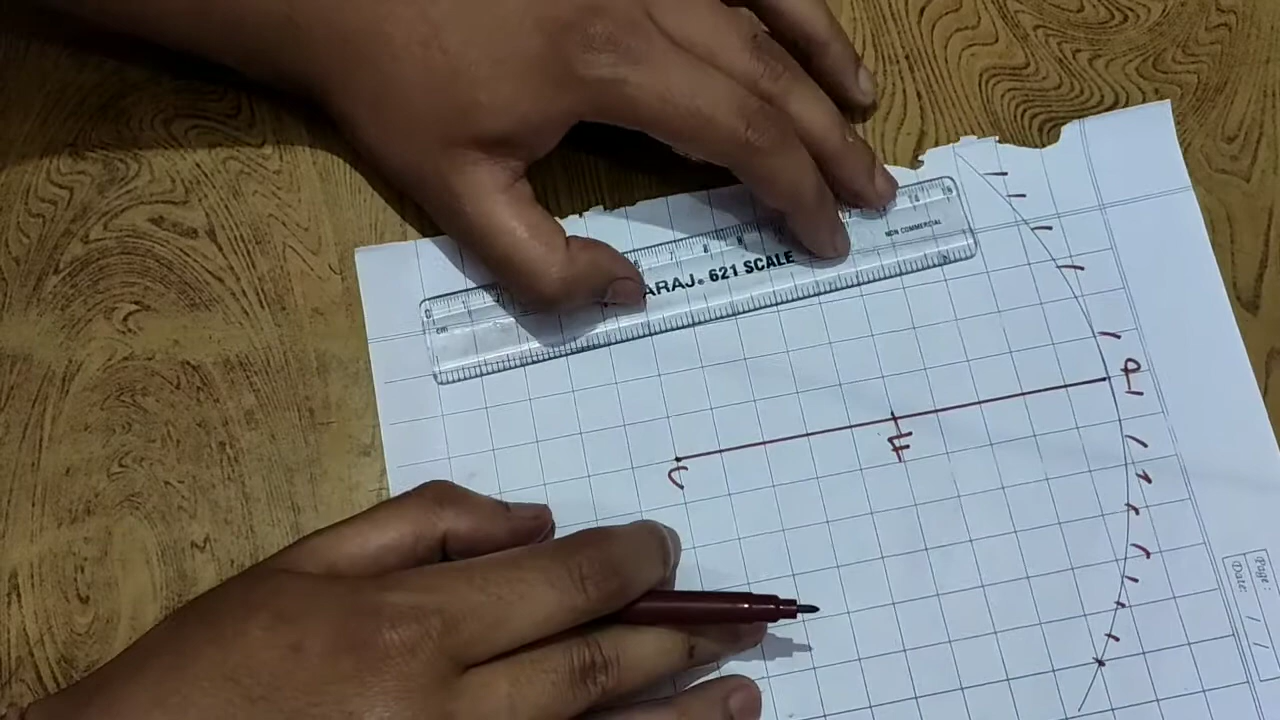 ARAJ® 621 SCALE
NON COMMERCIAL
cm
P
F
C
Page:
Date: / /